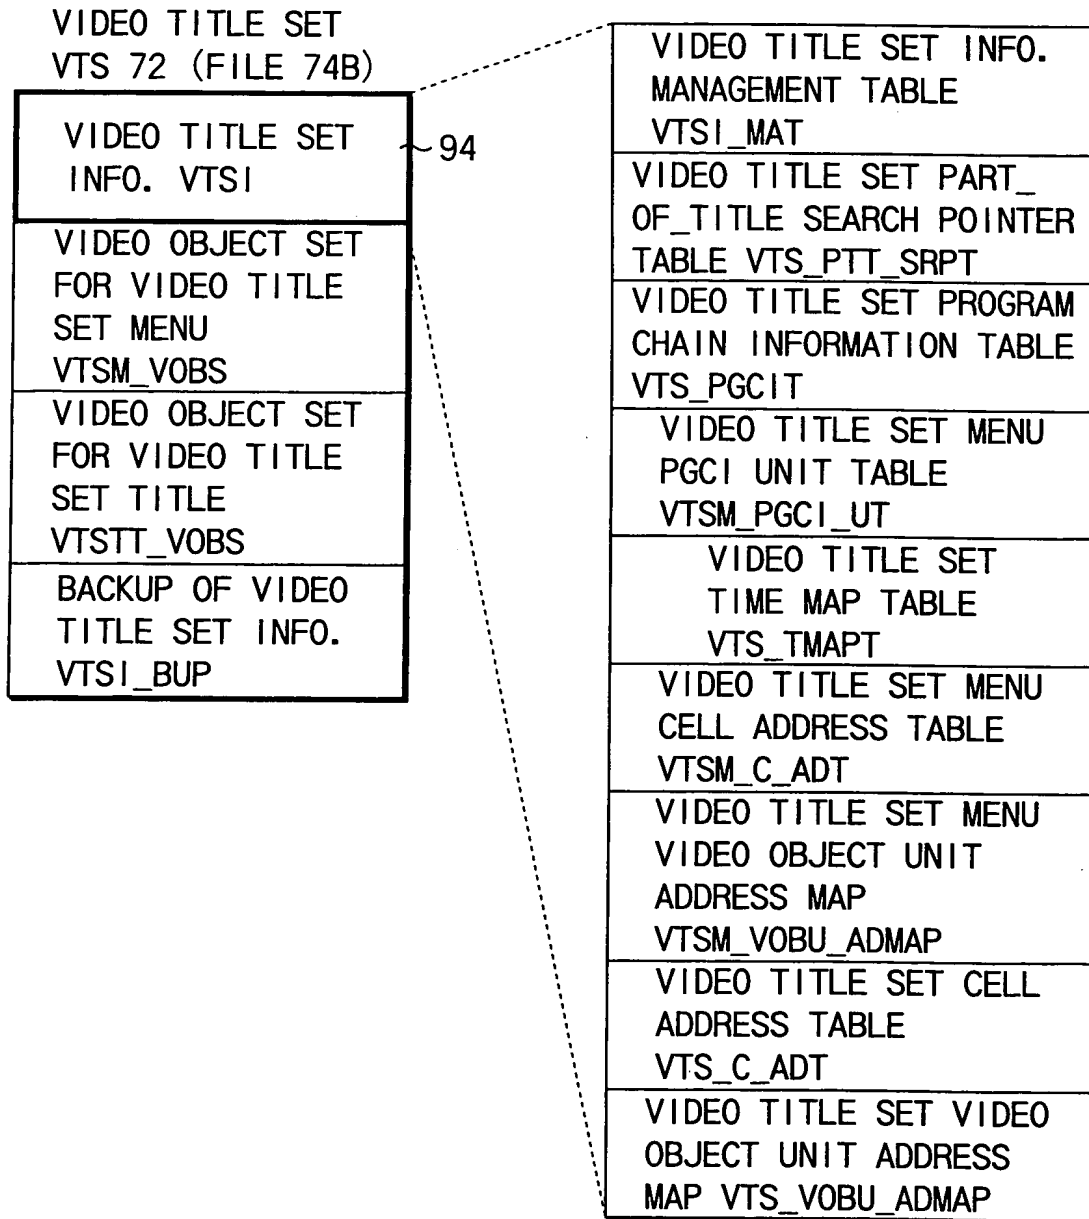 VIDEO TITLE SET
VTS 72 (FILE 74B)
VIDEO TITLE SET
INFO. VTSI
94
VIDEO OBJECT SET
FOR VIDEO TITLE
SET MENU
VTSM_VOBS
VIDEO OBJECT SET
FOR VIDEO TITLE
SET TITLE
VTSTT_VOBS
BACKUP OF VIDEO
TITLE SET INFO.
VTSI_BUP
VIDEO TITLE SET INFO.
MANAGEMENT TABLE
VTSI_MAT
VIDEO TITLE SET PART_
OF_TITLE SEARCH POINTER
TABLE VTS_PTT_SRPT
VIDEO TITLE SET PROGRAM
CHAIN INFORMATION TABLE
VTS_PGCIT
VIDEO TITLE SET MENU
PGCI UNIT TABLE
VTSM_PGCI_UT
VIDEO TITLE SET
TIME MAP TABLE
VTS_TMAPT
VIDEO TITLE SET MENU
CELL ADDRESS TABLE
VTSM_C_ADT
VIDEO TITLE SET MENU
VIDEO OBJECT UNIT
ADDRESS MAP
VTSM_VOBU_ADMAP
VIDEO TITLE SET CELL
ADDRESS TABLE
VTS_C_ADT
VIDEO TITLE SET VIDEO
OBJECT UNIT ADDRESS
MAP VTS_VOBU_ADMAP